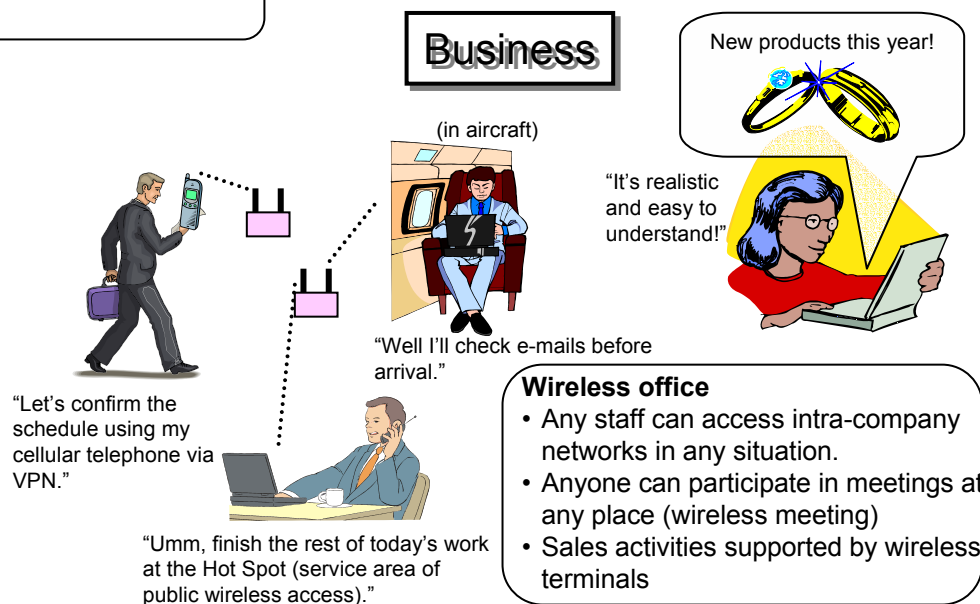 Business
New products this year!
(in aircraft)
“It’s realistic
and easy to
understand!”
“Well I’ll check e-mails before
arrival.”
“Let’s confirm the
schedule using my
cellular telephone via
VPN.”
“Umm, finish the rest of today’s work
at the Hot Spot (service area of
public wireless access).”
Wireless office
• Any staff can access intra-company
networks in any situation.
• Anyone can participate in meetings at
any place (wireless meeting)
• Sales activities supported by wireless
terminals